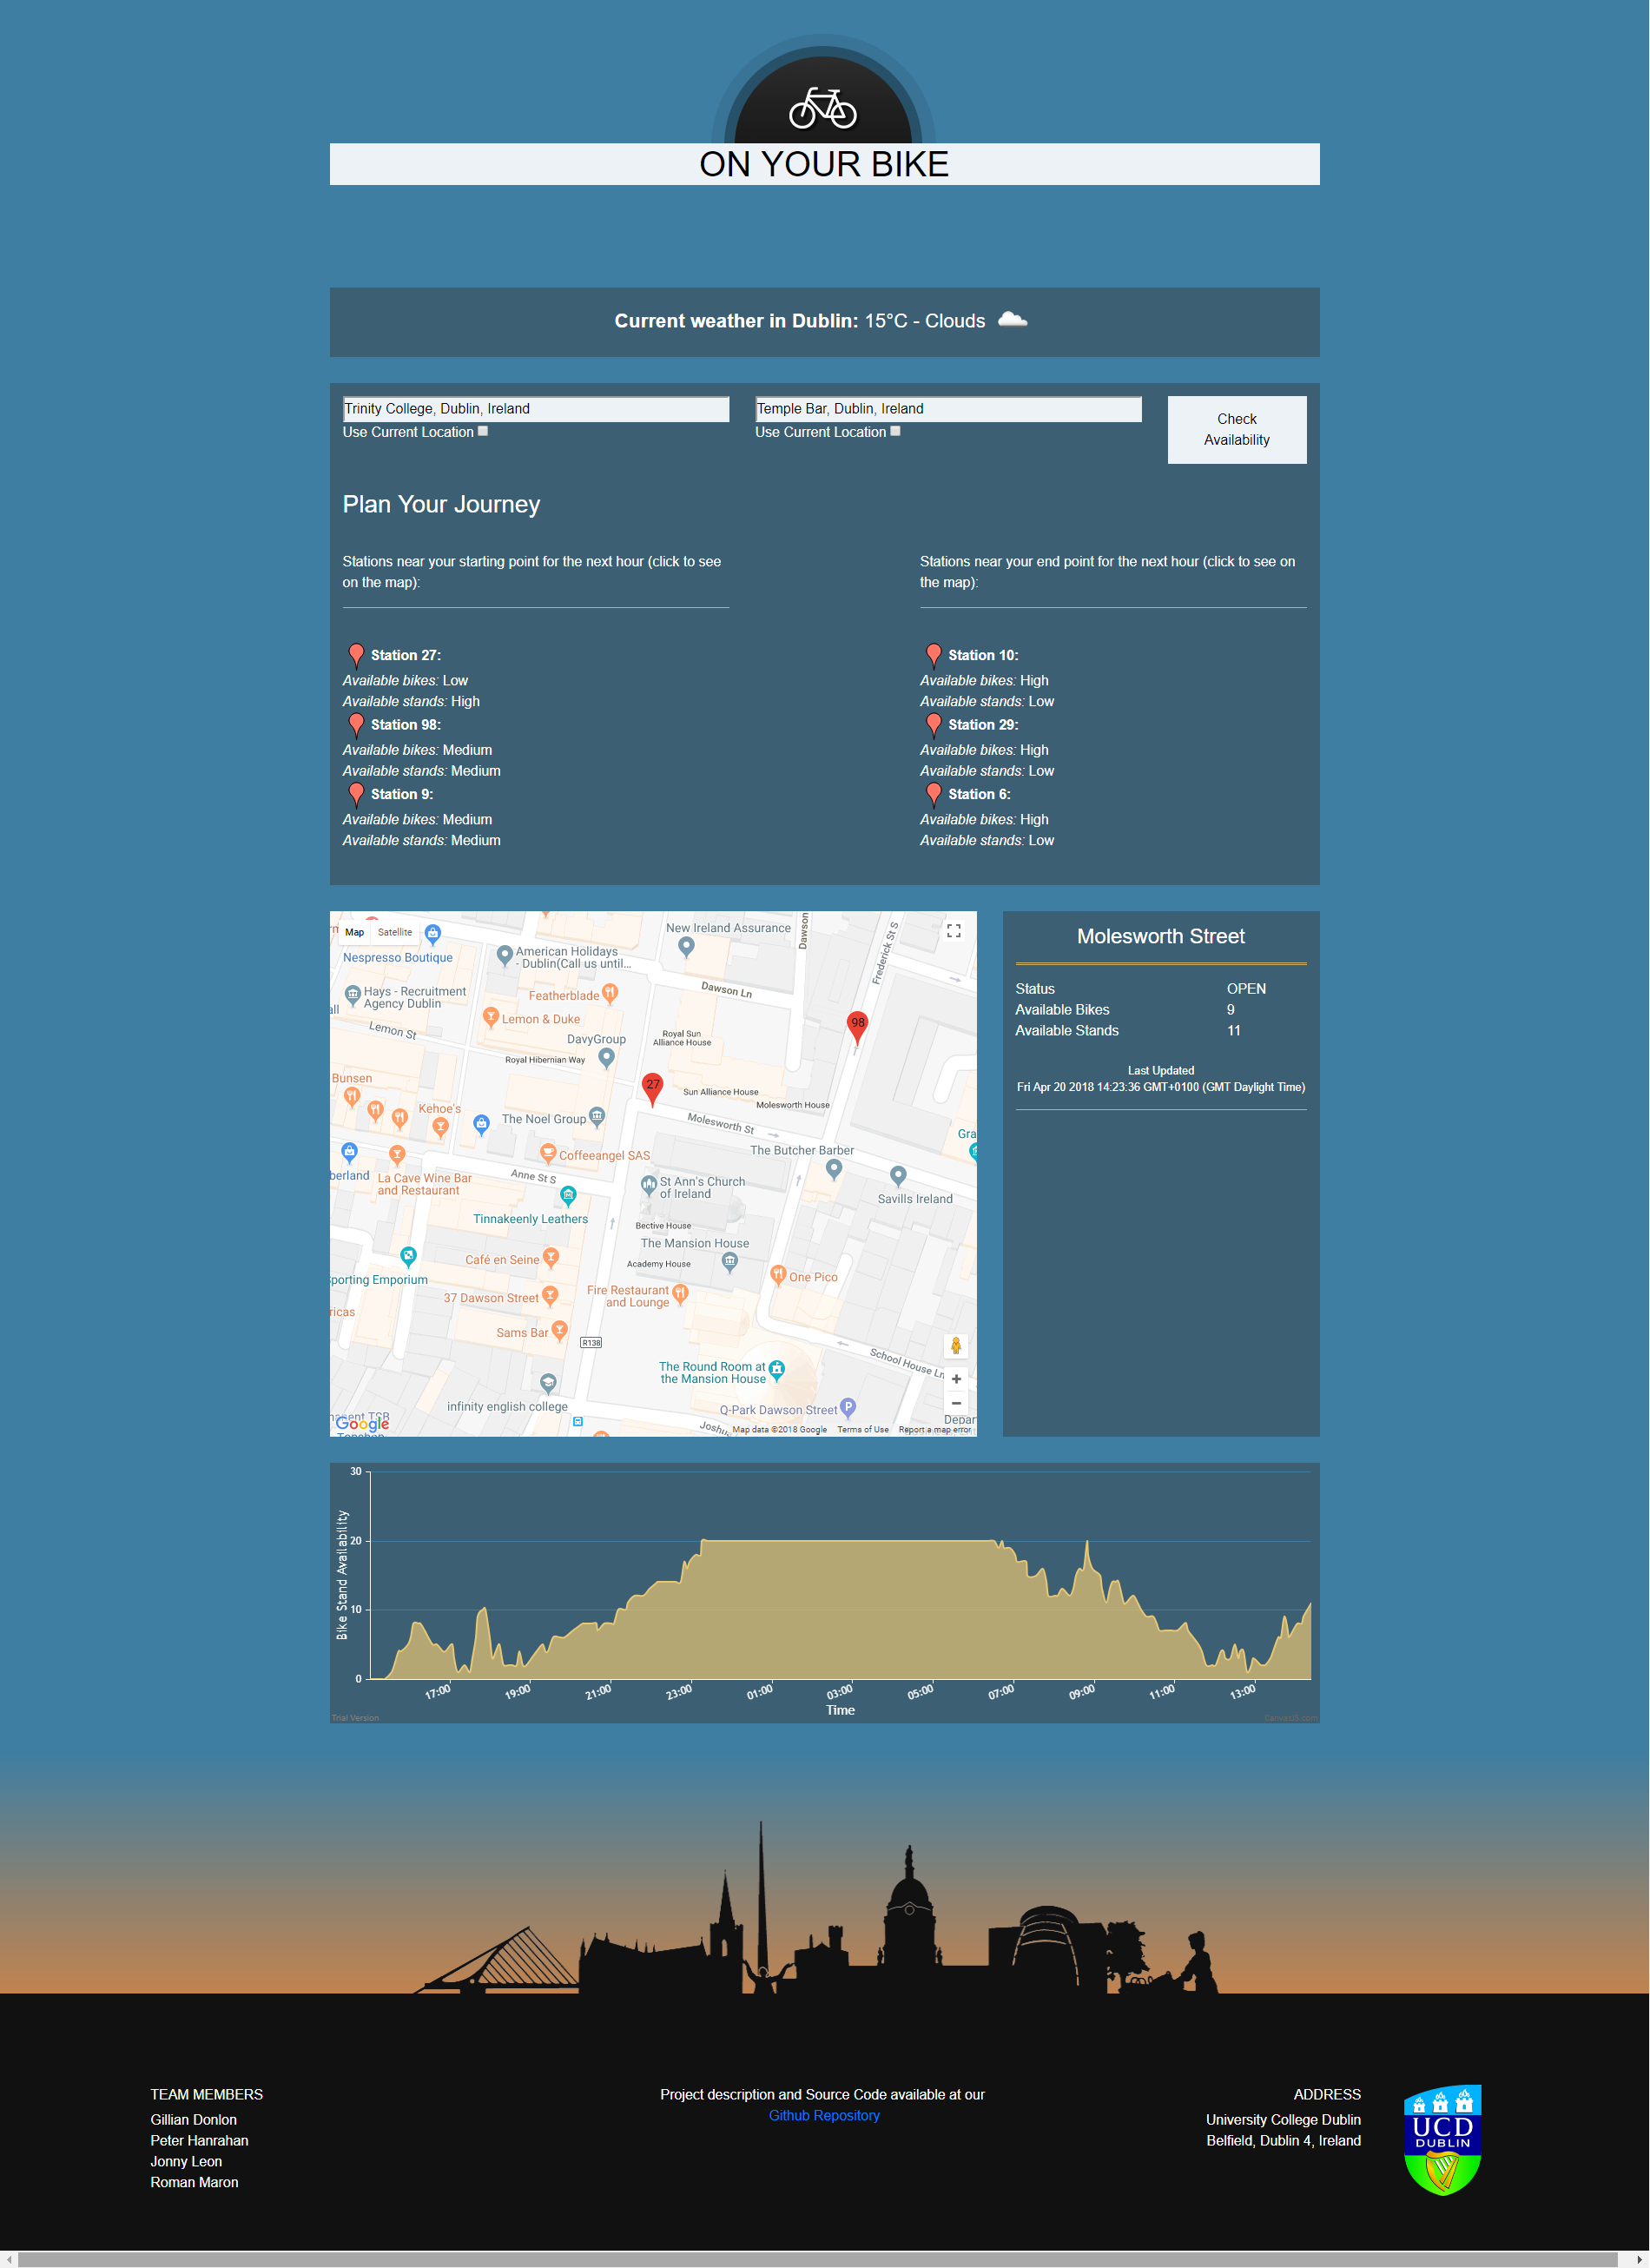 ON YOUR BIKE
Current weather in Dublin: 15°C - Clouds
Trinity College, Dublin, Ireland
Use Current Location
Temple Bar, Dublin, Ireland
Use Current Location
Check
Availability
Plan Your Journey
Stations near your starting point for the next hour (click to see
on the map):
Station 27:
Available bikes: Low
Available stands: High
Station 98:
Available bikes: Medium
Available stands: Medium
Station 9:
Available bikes: Medium
Available stands: Medium
Stations near your end point for the next hour (click to see on
the map):
Station 10:
Available bikes: High
Available stands: Low
Station 29:
Available bikes: High
Available stands: Low
Station 6:
Available bikes: High
Available stands: Low
Map
Satellite
Nespresso Boutique
American Holidays
- Dublin(Call us until...
New Ireland Assurance
Dawson
Frederick St S
Hays - Recruitment
Agency Dublin
Featherblade
Dawson Ln
Lemon & Duke
Lemon St
DavyGroup
Royal Sun
Alliance House
98
Royal Hibernian Way
Bunsen
27
Sun Alliance House
Molesworth House
Kehoe's
The Noel Group
Molesworth St
The Butcher Barber
Gra
Coffeeangel SAS
berland
La Cave Wine Bar
and Restaurant
Anne St S
St Ann's Church
of Ireland
Savills Ireland
Tinnakeenly Leathers
Bective House
The Mansion House
Café en Seine
Academy House
porting Emporium
One Pico
37 Dawson Street
Fire Restaurant
and Lounge
ricas
Sams Bar
R138
School House Ln
The Round Room at
the Mansion House
infinity english college
Q-Park Dawson Street
P
Depar
Joshu
Google
Map data ©2018 Google
Terms of Use
Report a map error
Molesworth Street
Status OPEN
Available Bikes 9
Available Stands 11
Last Updated
Fri Apr 20 2018 14:23:36 GMT+0100 (GMT Daylight Time)
Bike Stand Availability
30
20
10
0
17:00 19:00 21:00 23:00 01:00 03:00 05:00 07:00 09:00 11:00 13:00
Time
Trial Version
CanvasJS.com
TEAM MEMBERS
Gillian Donlon
Peter Hanrahan
Jonny Leon
Roman Maron
Project description and Source Code available at our
Github Repository
ADDRESS
University College Dublin
Belfield, Dublin 4, Ireland
UCD
DUBLIN